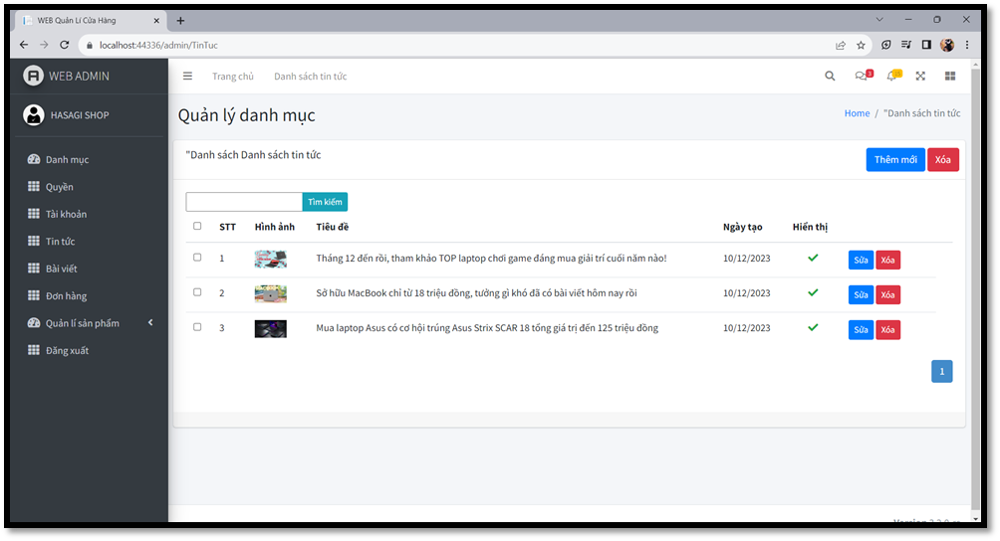 WEB Quản Lí Cửa Hàng
localhost:44336/admin/TinTuc
WEB ADMIN
Trang chủ Danh sách tin tức
3
15
HASAGI SHOP
Quản lý danh mục
Home / "Danh sách tin tức
Danh mục
Quyền
Tài khoản
Tin tức
Bài viết
Đơn hàng
Quản lí sản phẩm
Đăng xuất
"Danh sách Danh sách tin tức
Thêm mới Xóa
Tìm kiếm
STT Hình ảnh Tiêu đề Ngày tạo Hiển thị
1 Tháng 12 đến rồi, tham khảo TOP laptop chơi game đáng mua giải trí cuối năm nào! 10/12/2023 Sửa Xóa
2 Sở hữu MacBook chỉ từ 18 triệu đồng, tưởng gì khó đã có bài viết hôm nay rồi 10/12/2023 Sửa Xóa
3 Mua laptop Asus có cơ hội trúng Asus Strix SCAR 18 tổng giá trị đến 125 triệu đồng 10/12/2023 Sửa Xóa
1